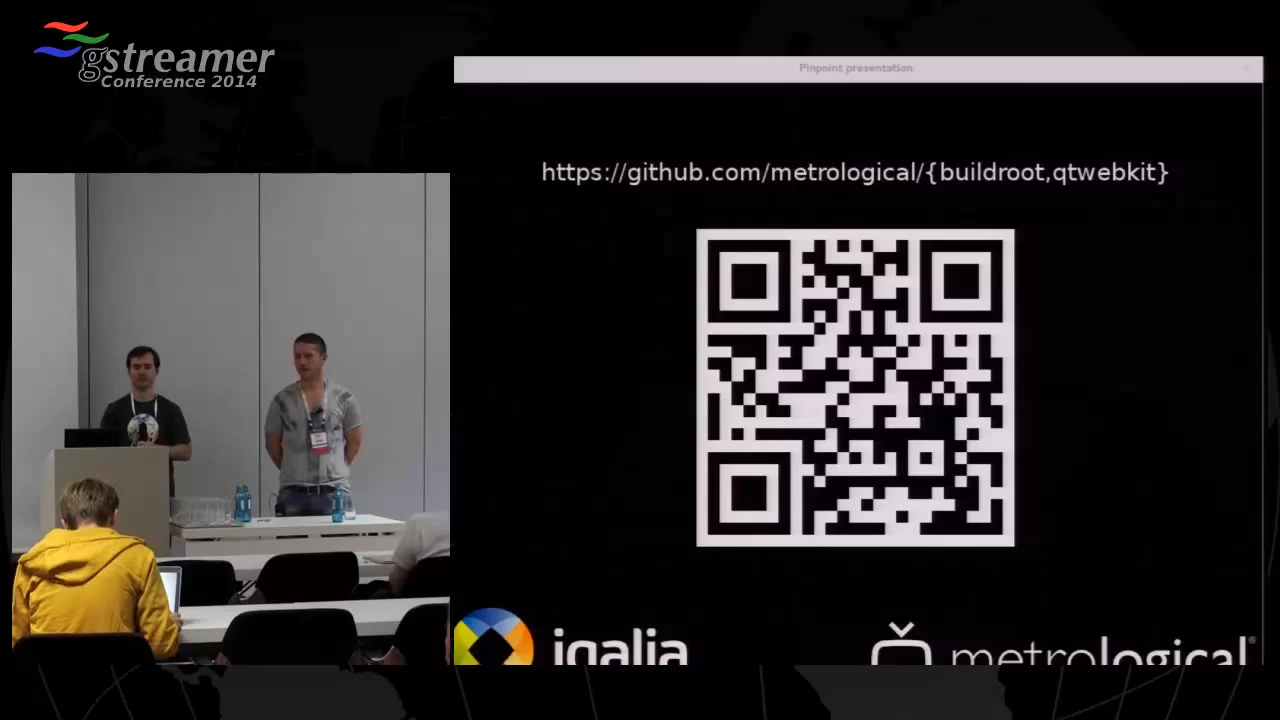 gstreamer
Conference 2014
Pinpoint presentation
https://github.com/metrological/{buildroot,qtwebkit}
igalia
metrological®